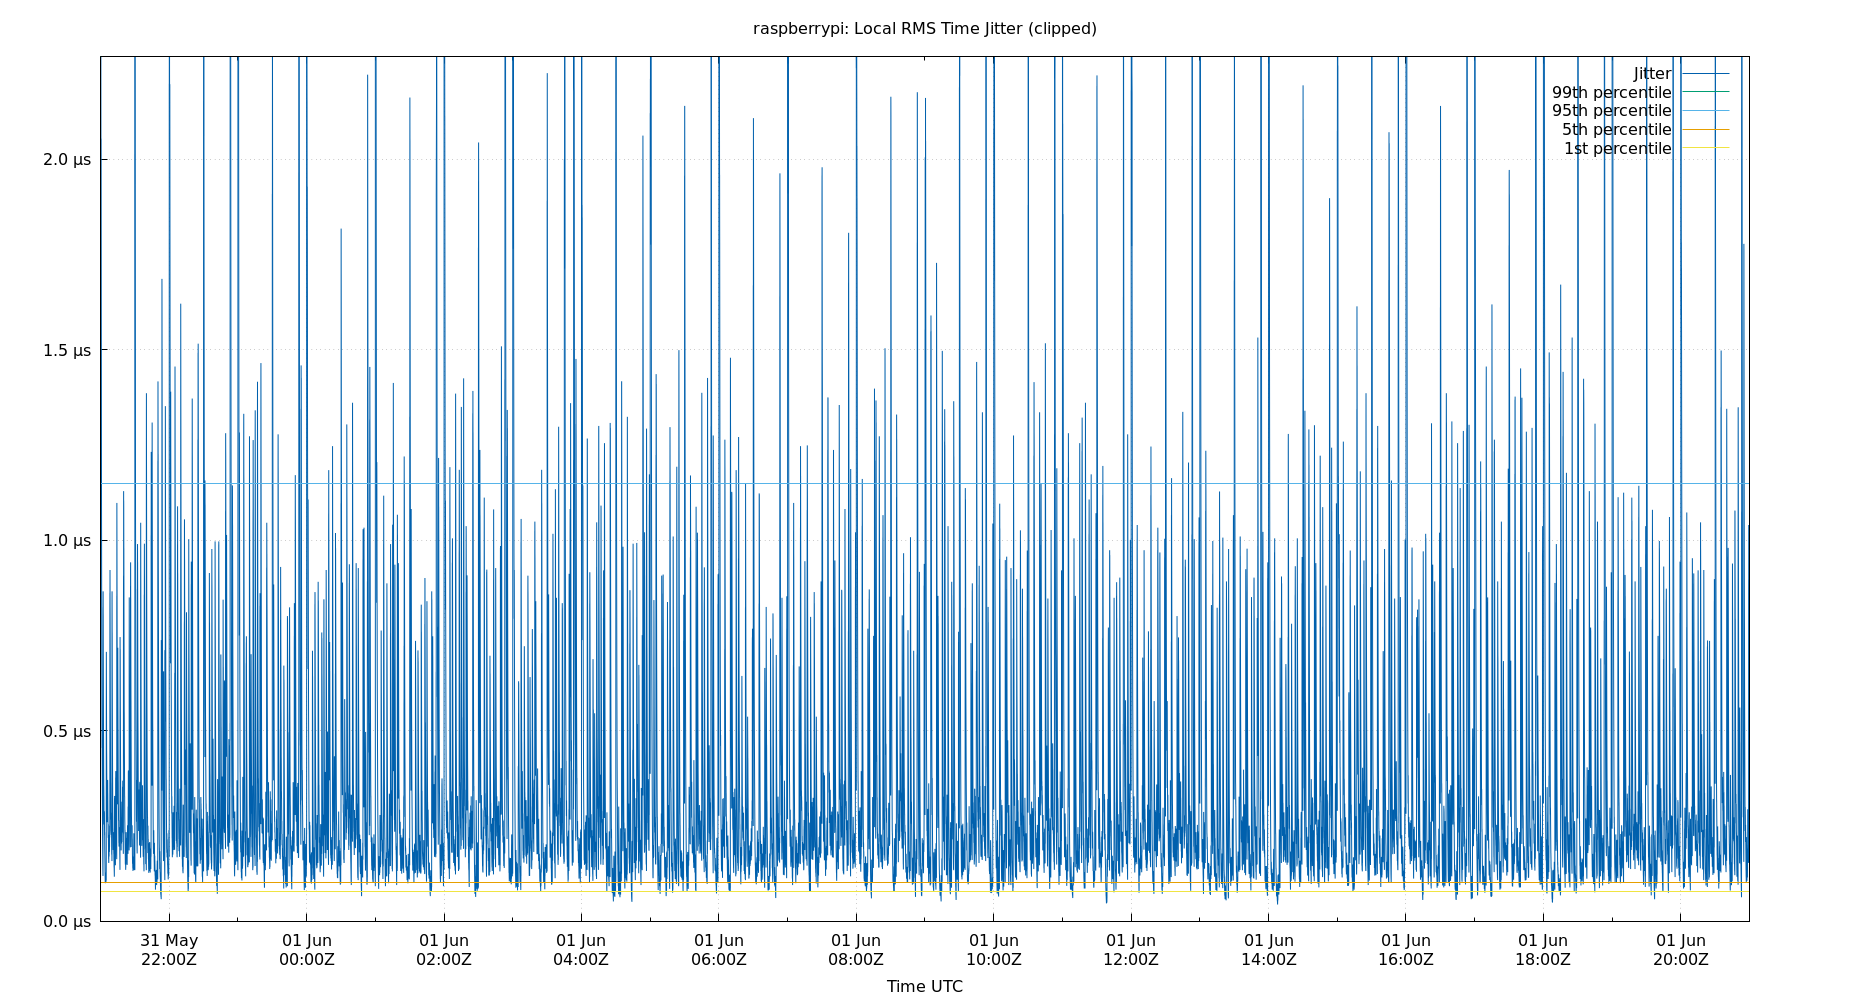 raspberrypi: Local RMS Time Jitter (clipped)
Jitter
99th percentile
95th percentile
5th percentile
1st percentile
2.0 µs
1.5 µs
1.0 µs
0.5 µs
0.0 µs
31 May 01 Jun 01 Jun 01 Jun 01 Jun 01 Jun 01 Jun 01 Jun 01 Jun 01 Jun 01 Jun 01 Jun
22:00Z 00:00Z 02:00Z 04:00Z 06:00Z 08:00Z 10:00Z 12:00Z 14:00Z 16:00Z 18:00Z 20:00Z
Time UTC